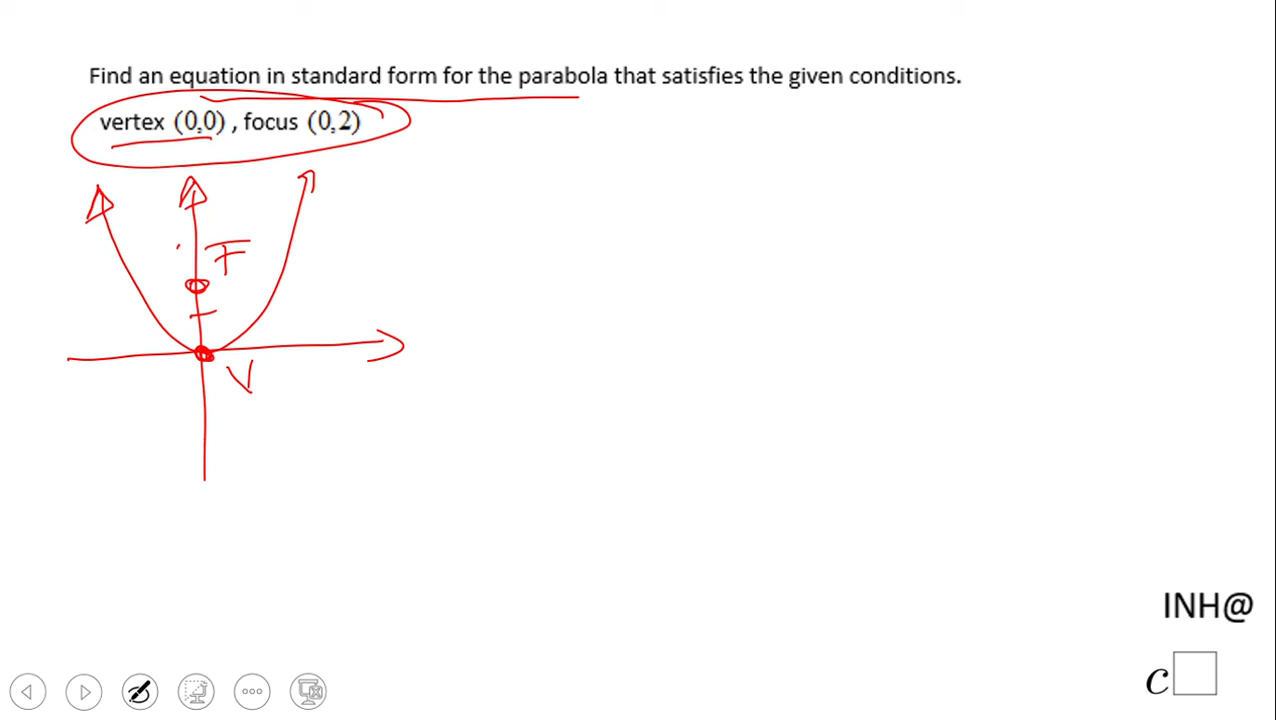 Find an equation in standard form for the parabola that satisfies the given conditions.
vertex (0,0) , focus (0,2)
F
V
INH@
c